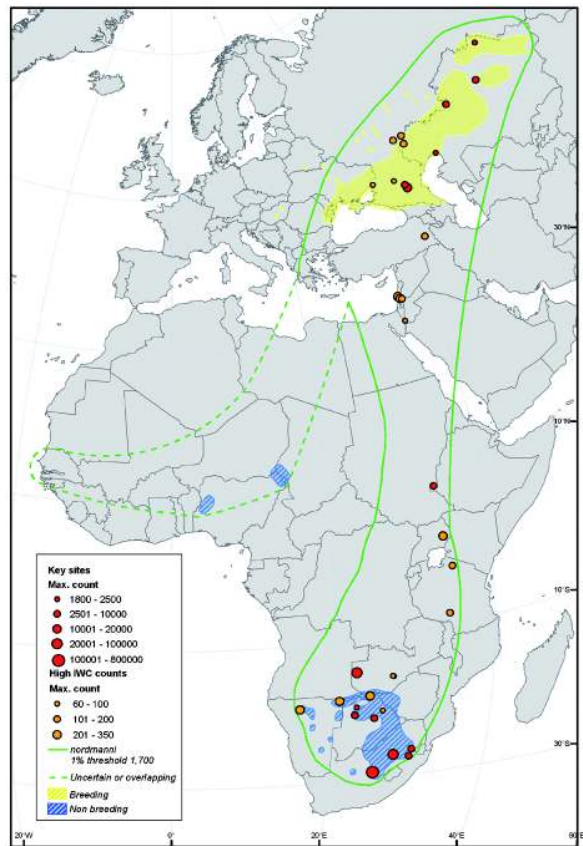 30°N
10°N
10°S
30°S
Key sites
Max. count
1800 - 2500
2501 - 10000
10001 - 20000
20001 - 100000
100001 - 800000
High IWC counts
Max. count
60 - 100
101 - 200
201 - 350
nordmanni
1% threshold 1,700
Uncertain or overlapping
Breeding
Non breeding
20°W
0°
20°E
40°E
60°E